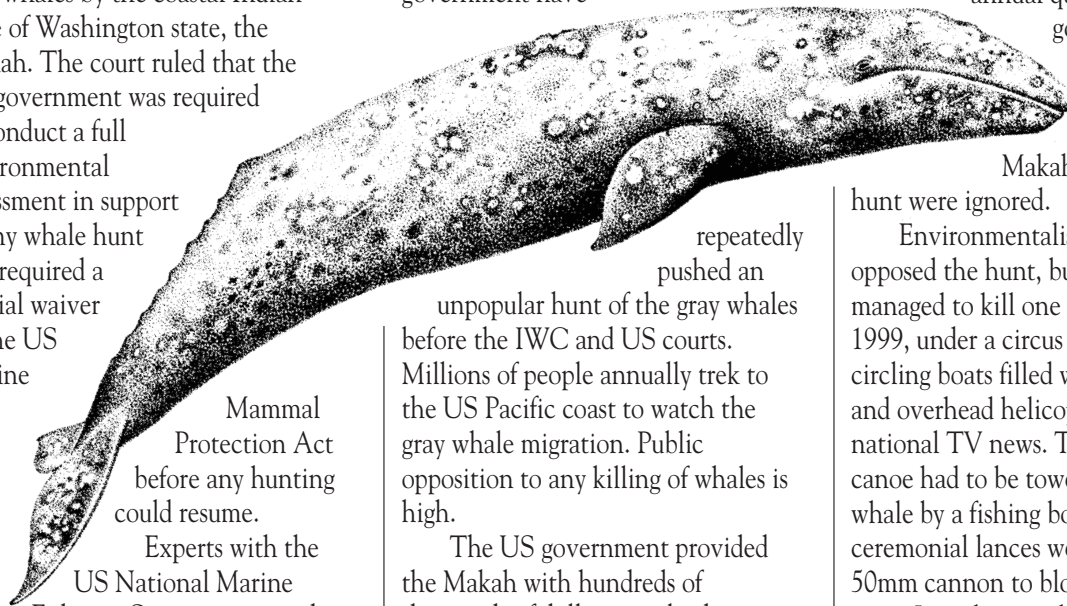 whales by the coastal Indian
of Washington state, the
ah. The court ruled that the
government was required
onduct a full
ronmental
ssment in support
ny whale hunt
required a
ial waiver
he US
ine
Mammal
Protection Act
before any hunting
could resume.
Experts with the
US National Marine
government have
repeatedly
pushed an
unpopular hunt of the gray whales
before the IWC and US courts.
Millions of people annually trek to
the US Pacific coast to watch the
gray whale migration. Public
opposition to any killing of whales is
high.
The US government provided
the Makah with hundreds of
annual qu
go
Makah
hunt were ignored.
Environmentalis
opposed the hunt, bu
managed to kill one
1999, under a circus
circling boats filled w
and overhead helicop
national TV news. T
canoe had to be towe
whale by a fishing bo
ceremonial lances we
50mm cannon to blo